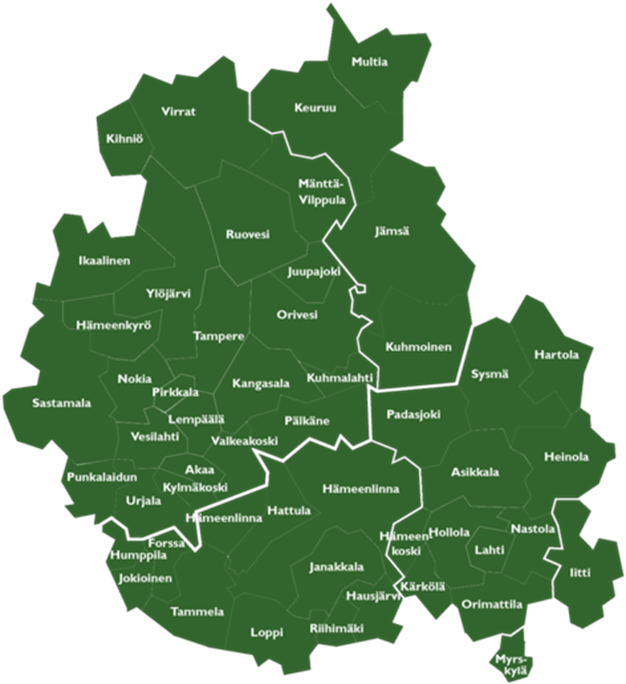 Multia
Keuruu
Virrat
Kihniö
Mänttä-
Vilppula
Ruovesi
Jämsä
Ikaalinen
Juupajoki
Ylöjärvi
Orivesi
Hämeenkyrö
Tampere
Kuhmoinen
Hartola
Sysmä
Nokia
Pirkkala
Kangasala
Kuhmalahti
Sastamala
Lempäälä
Pälkäne
Padasjoki
Vesilahti
Valkeakoski
Heinola
Akaa
Asikkala
Punkalaidun
Kylmäkoski
Hämeenlinna
Urjala
Hattula
Hämeenlinna
Nastola
Hollola
Hämeen
koski
Forssa
Lahti
Humppila
Janakkala
Iitti
Jokioinen
Kärkölä
Hausjärvi
Orimattila
Tammela
Riihimäki
Loppi
Myrs-
kylä